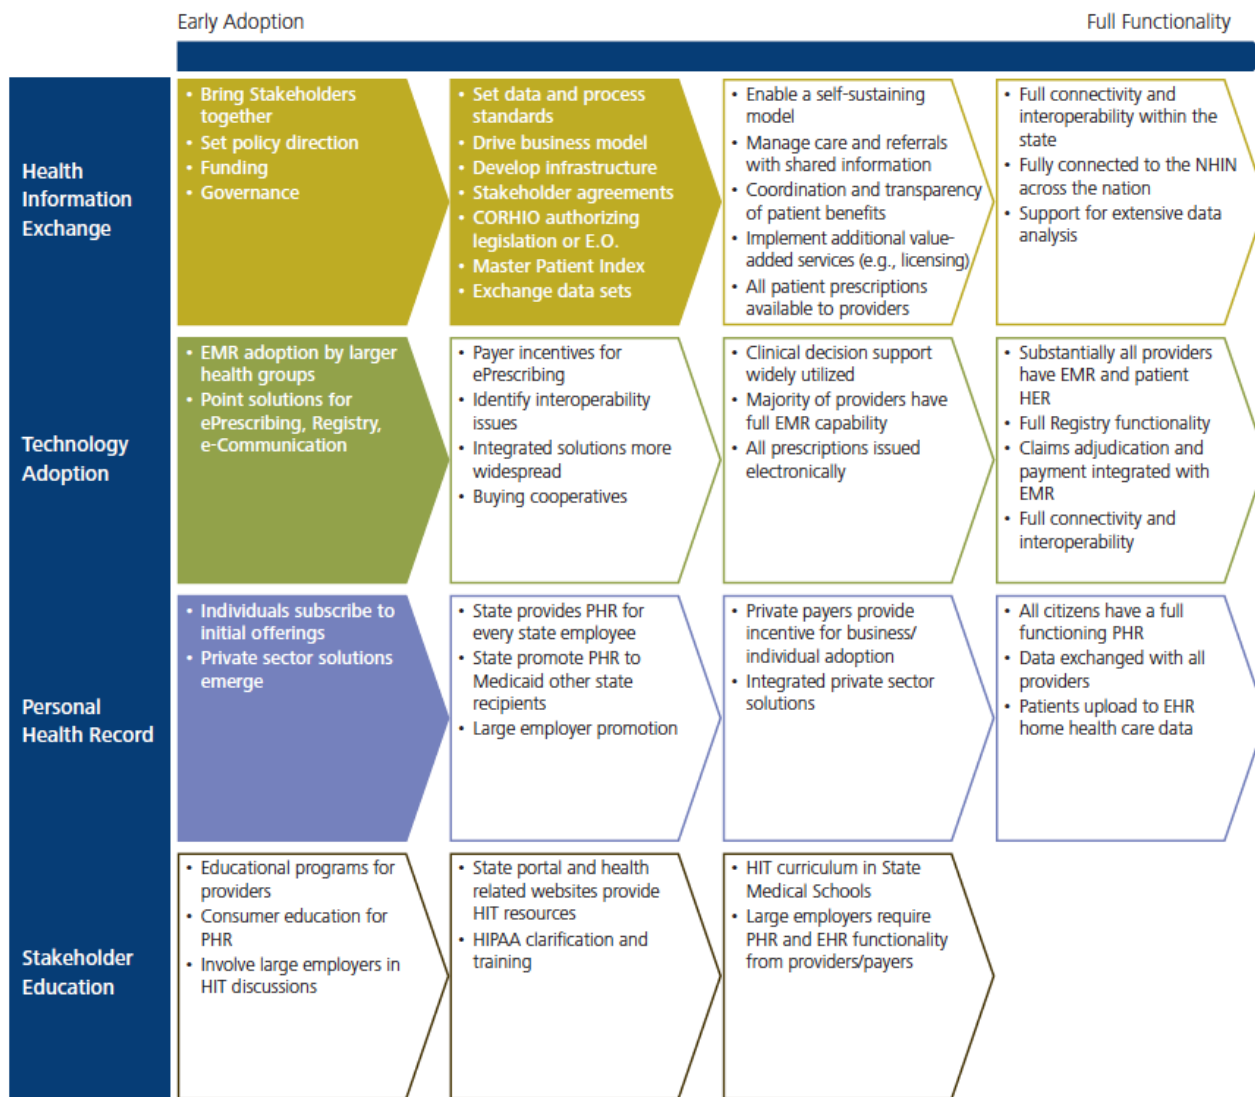 Early Adoption
Full Functionality
Health
Information
Exchange
• Bring Stakeholders
together
• Set policy direction
• Funding
• Governance
• Set data and process
standards
• Drive business model
• Develop infrastructure
• Stakeholder agreements
• CORHIO authorizing
legislation or E.O.
• Master Patient Index
• Exchange data sets
• Enable a self-sustaining
model
• Manage care and referrals
with shared information
• Coordination and transparency
of patient benefits
• Implement additional value-
added services (e.g., licensing)
• All patient prescriptions
available to providers
• Full connectivity and
interoperability within the
state
• Fully connected to the NHIN
across the nation
• Support for extensive data
analysis
Technology
Adoption
• EMR adoption by larger
health groups
• Point solutions for
ePrescribing, Registry,
e-Communication
• Payer incentives for
ePrescribing
• Identify interoperability
issues
• Integrated solutions more
widespread
• Buying cooperatives
• Clinical decision support
widely utilized
• Majority of providers have
full EMR capability
• All prescriptions issued
electronically
• Substantially all providers
have EMR and patient
HER
• Full Registry functionality
• Claims adjudication and
payment integrated with
EMR
• Full connectivity and
interoperability
Personal
Health Record
• Individuals subscribe to
initial offerings
• Private sector solutions
emerge
• State provides PHR for
every state employee
• State promote PHR to
Medicaid other state
recipients
• Large employer promotion
• Private payers provide
incentive for business/
individual adoption
• Integrated private sector
solutions
• All citizens have a full
functioning PHR
• Data exchanged with all
providers
• Patients upload to EHR
home health care data
Stakeholder
Education
• Educational programs for
providers
• Consumer education for
PHR
• Involve large employers in
HIT discussions
• State portal and health
related websites provide
HIT resources
• HIPAA clarification and
training
• HIT curriculum in State
Medical Schools
• Large employers require
PHR and EHR functionality
from providers/payers